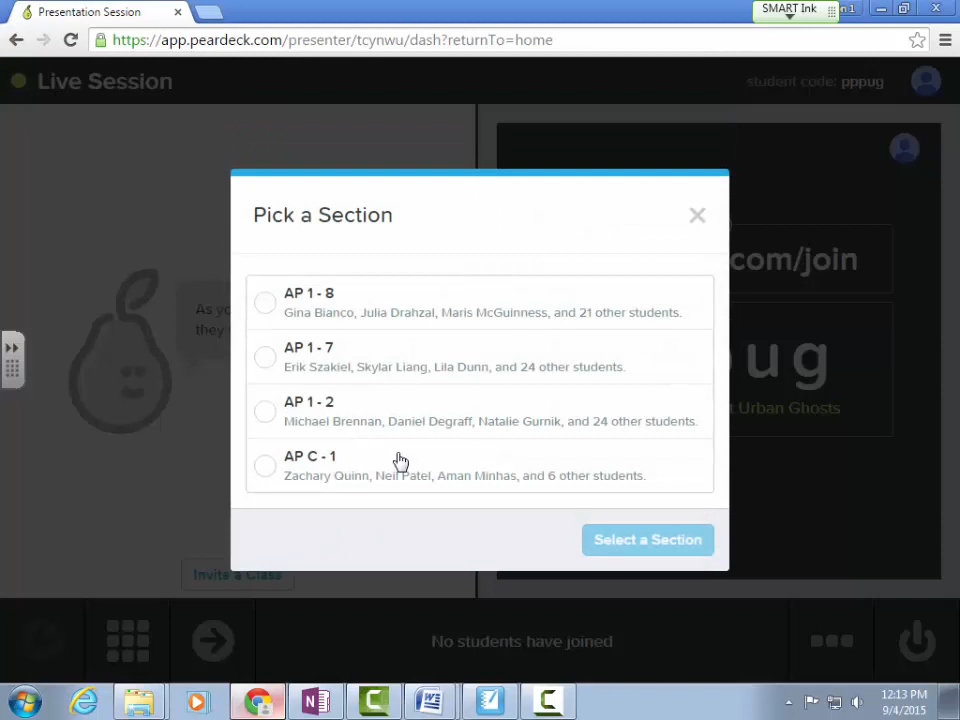 Presentation Session
SMART Ink
https://app.peardeck.com/presenter/tcynwu/dash?returnTo=home
Live Session
student code: pppug
Pick a Section
.com/join
AP 1 - 8
Gina Bianco, Julia Drahzal, Maris McGuinness, and 21 other students.
As yo
they
AP 1 - 7
Erik Szakiel, Skylar Liang, Lila Dunn, and 24 other students.
ug
AP 1 - 2
Michael Brennan, Daniel Degraff, Natalie Gurnik, and 24 other students.
t Urban Ghosts
AP C - 1
Zachary Quinn, Neil Patel, Aman Minhas, and 6 other students.
Select a Section
Invite a Class
No students have joined
12:13 PM
9/4/2015